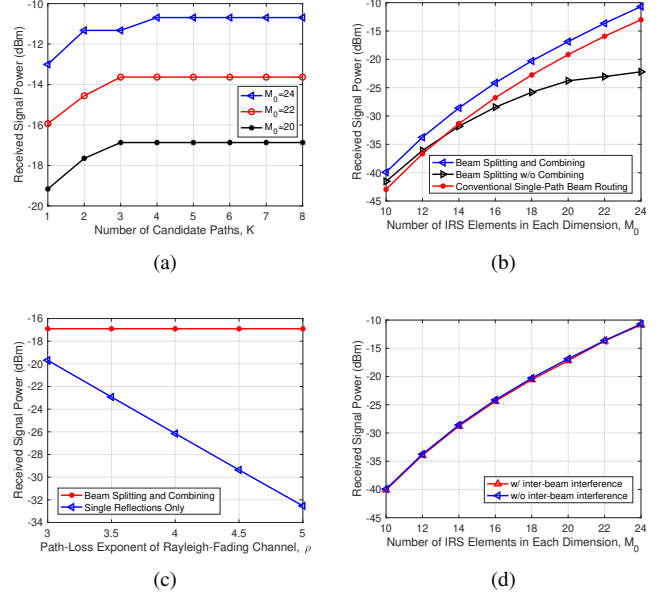 -10
-12
-14
-16
-18
-20
1 2 3 4 5 6 7 8
Received Signal Power (dBm)
Number of Candidate Paths, K
M0=24
M0=22
M0=20
(a)
-5
-10
-15
-20
-25
-30
-35
-40
-45
10 12 14 16 18 20 22 24
Received Signal Power (dBm)
Number of IRS Elements in Each Dimension, M0
Beam Splitting and Combining
Beam Splitting w/o Combining
Conventional Single-Path Beam Routing
(b)
-16
-18
-20
-22
-24
-26
-28
-30
-32
-34
3 3.5 4 4.5 5
Received Signal Power (dBm)
Path-Loss Exponent of Rayleigh-Fading Channel, ρ
Beam Splitting and Combining
Single Reflections Only
(c)
-10
-15
-20
-25
-30
-35
-40
-45
10 12 14 16 18 20 22 24
Received Signal Power (dBm)
Number of IRS Elements in Each Dimension, M0
w/ inter-beam interference
w/o inter-beam interference
(d)